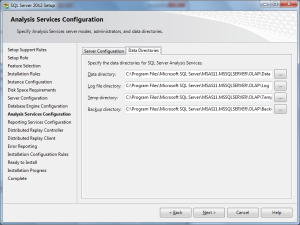 SQL Server 2012 Setup
Analysis Services Configuration
Specify Analysis Services server modes, administrators, and data directories.
Setup Support Rules
Setup Role
Feature Selection
Installation Rules
Instance Configuration
Disk Space Requirements
Server Configuration
Database Engine Configuration
Analysis Services Configuration
Reporting Services Configuration
Distributed Replay Controller
Distributed Replay Client
Error Reporting
Installation Configuration Rules
Ready to Install
Installation Progress
Complete
Server Configuration Data Directories
Specify the data directories for SQL Server Analysis Services:
Data directory: C:\Program Files\Microsoft SQL Server\MSAS11.MSSQLSERVER\OLAP\Data ...
Log file directory: C:\Program Files\Microsoft SQL Server\MSAS11.MSSQLSERVER\OLAP\Log ...
Temp directory: C:\Program Files\Microsoft SQL Server\MSAS11.MSSQLSERVER\OLAP\Temp ...
Backup directory: C:\Program Files\Microsoft SQL Server\MSAS11.MSSQLSERVER\OLAP\Back ...
< Back Next > Cancel Help